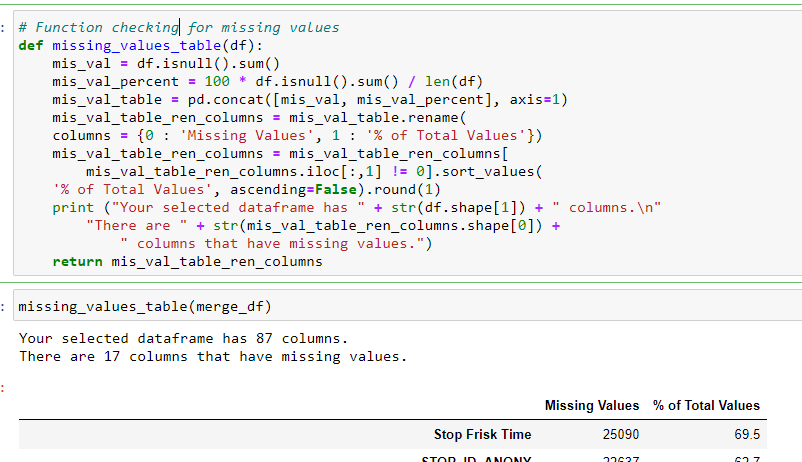 # Function checking for missing values
def missing_values_table(df):
    mis_val = df.isnull().sum()
    mis_val_percent = 100 * df.isnull().sum() / len(df)
    mis_val_table = pd.concat([mis_val, mis_val_percent], axis=1)
    mis_val_table_ren_columns = mis_val_table.rename(
    columns = {0 : 'Missing Values', 1 : '% of Total Values'})
    mis_val_table_ren_columns = mis_val_table_ren_columns[
        mis_val_table_ren_columns.iloc[:,1] != 0].sort_values(
    '% of Total Values', ascending=False).round(1)
    print ("Your selected dataframe has " + str(df.shape[1]) + " columns.\n"
        "There are " + str(mis_val_table_ren_columns.shape[0]) +
            " columns that have missing values.")
    return mis_val_table_ren_columns
missing_values_table(merge_df)
Your selected dataframe has 87 columns.
There are 17 columns that have missing values.
Missing Values % of Total Values
Stop Frisk Time 25090 69.5